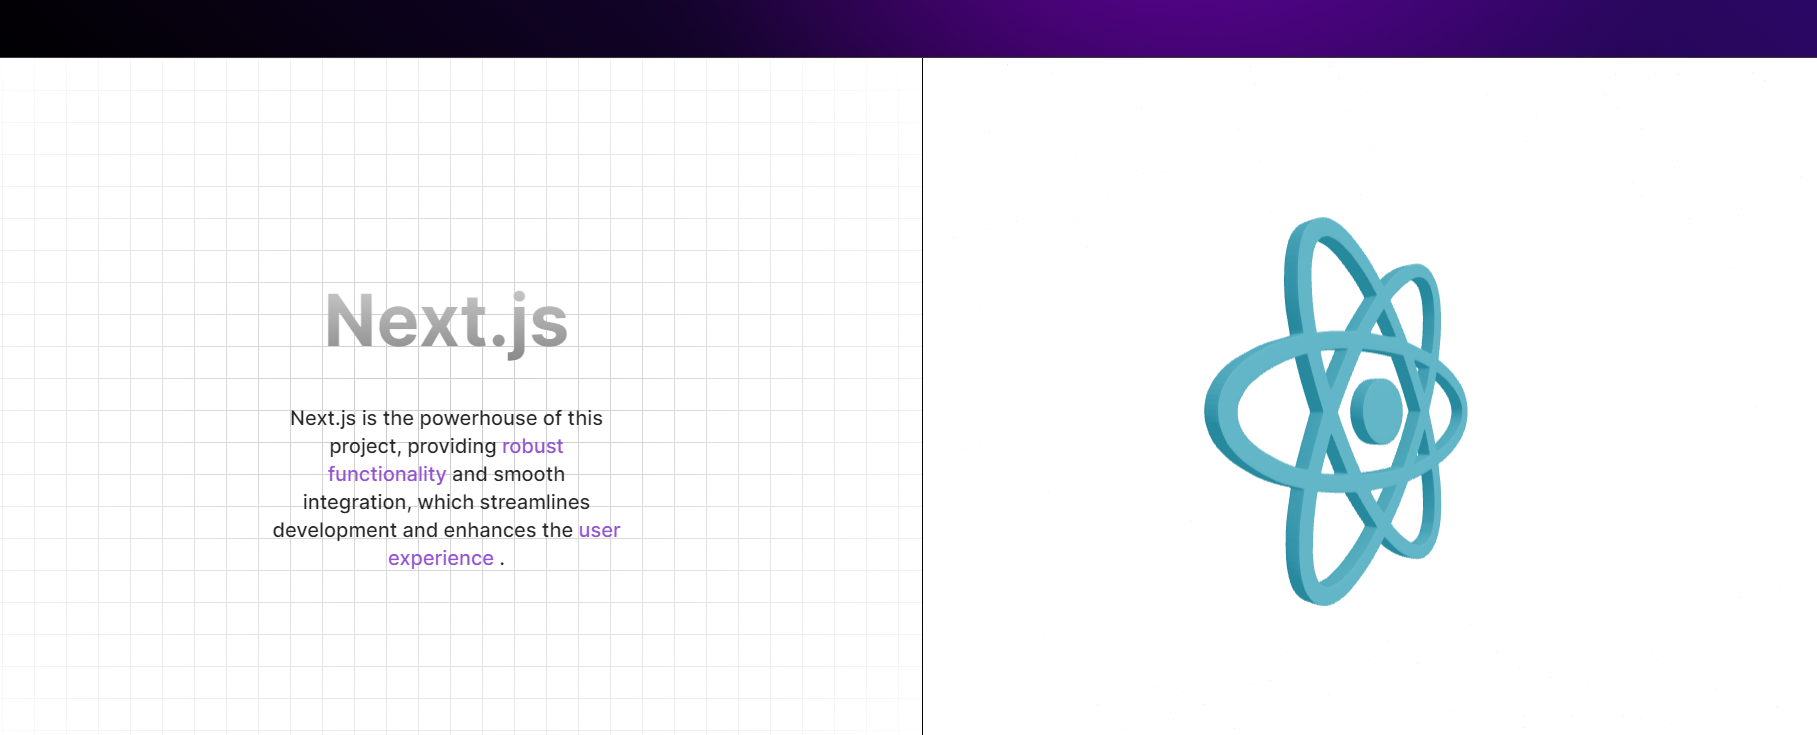 Next.js
Next.js is the powerhouse of this
project, providing robust
functionality and smooth
integration, which streamlines
development and enhances the user
experience .